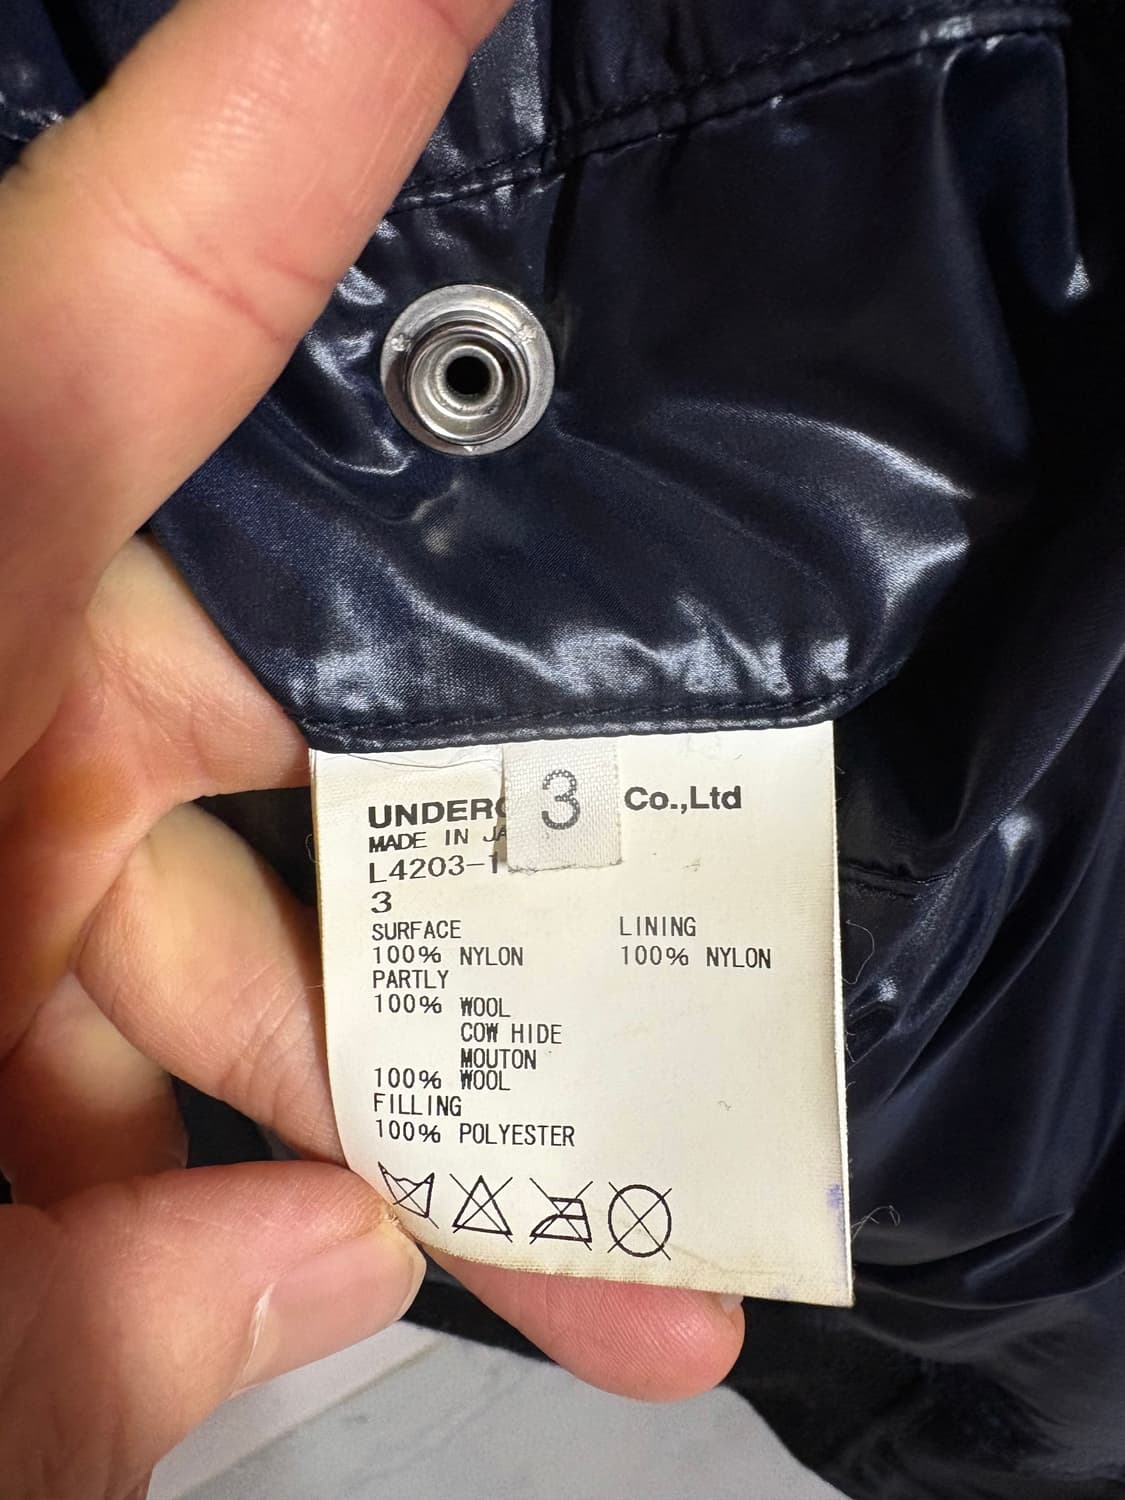 3
UNDERC Co.,Ltd
MADE IN JA
L4203-1
3
SURFACE
100% NYLON
PARTLY
100% WOOL
COW HIDE
MOUTON
100% WOOL
FILLING
100% POLYESTER
LINING
100% NYLON